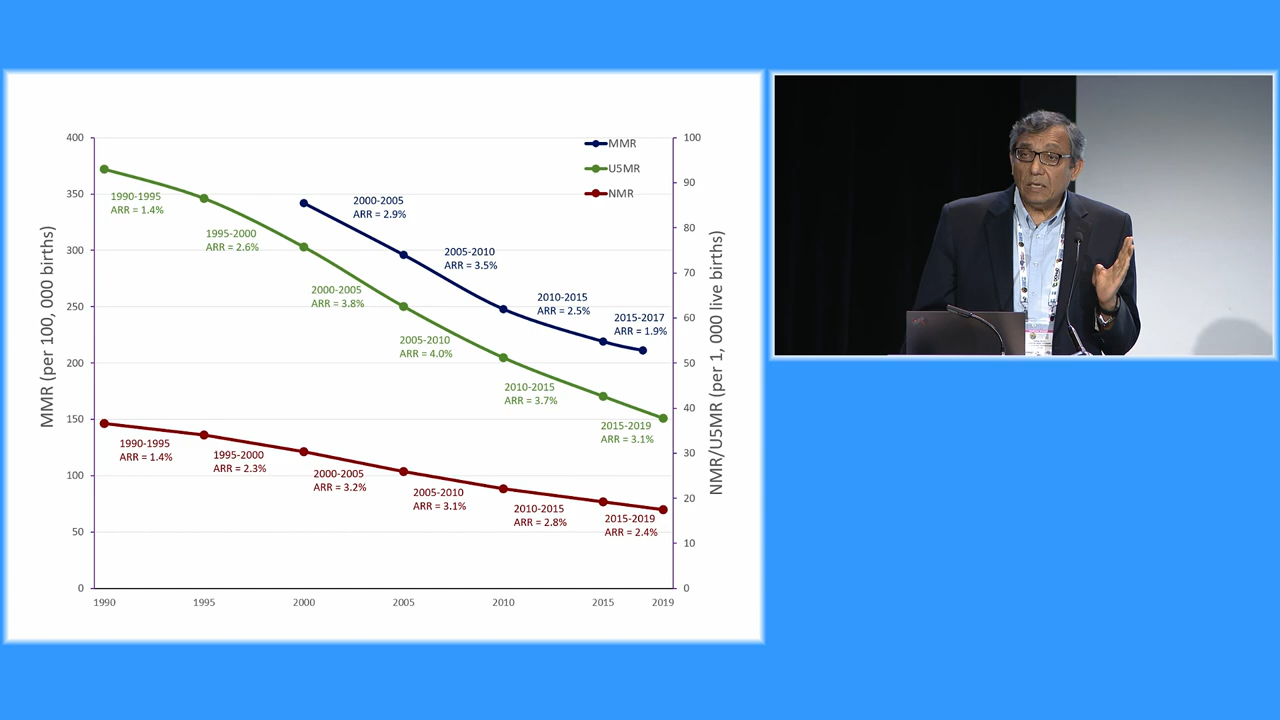 400
350
300
250
200
150
100
50
0
MMR (per 100, 000 births)
100
90
80
70
60
50
40
30
20
10
0
NMR/U5MR (per 1, 000 live births)
1990
1995
2000
2005
2010
2015
2019
MMR
U5MR
NMR
2000-2005
ARR = 2.9%
2005-2010
ARR = 3.5%
2010-2015
ARR = 2.5%
2015-2017
ARR = 1.9%
1990-1995
ARR = 1.4%
1995-2000
ARR = 2.6%
2000-2005
ARR = 3.8%
2005-2010
ARR = 4.0%
2010-2015
ARR = 3.7%
2015-2019
ARR = 3.1%
1990-1995
ARR = 1.4%
1995-2000
ARR = 2.3%
2000-2005
ARR = 3.2%
2005-2010
ARR = 3.1%
2010-2015
ARR = 2.8%
2015-2019
ARR = 2.4%